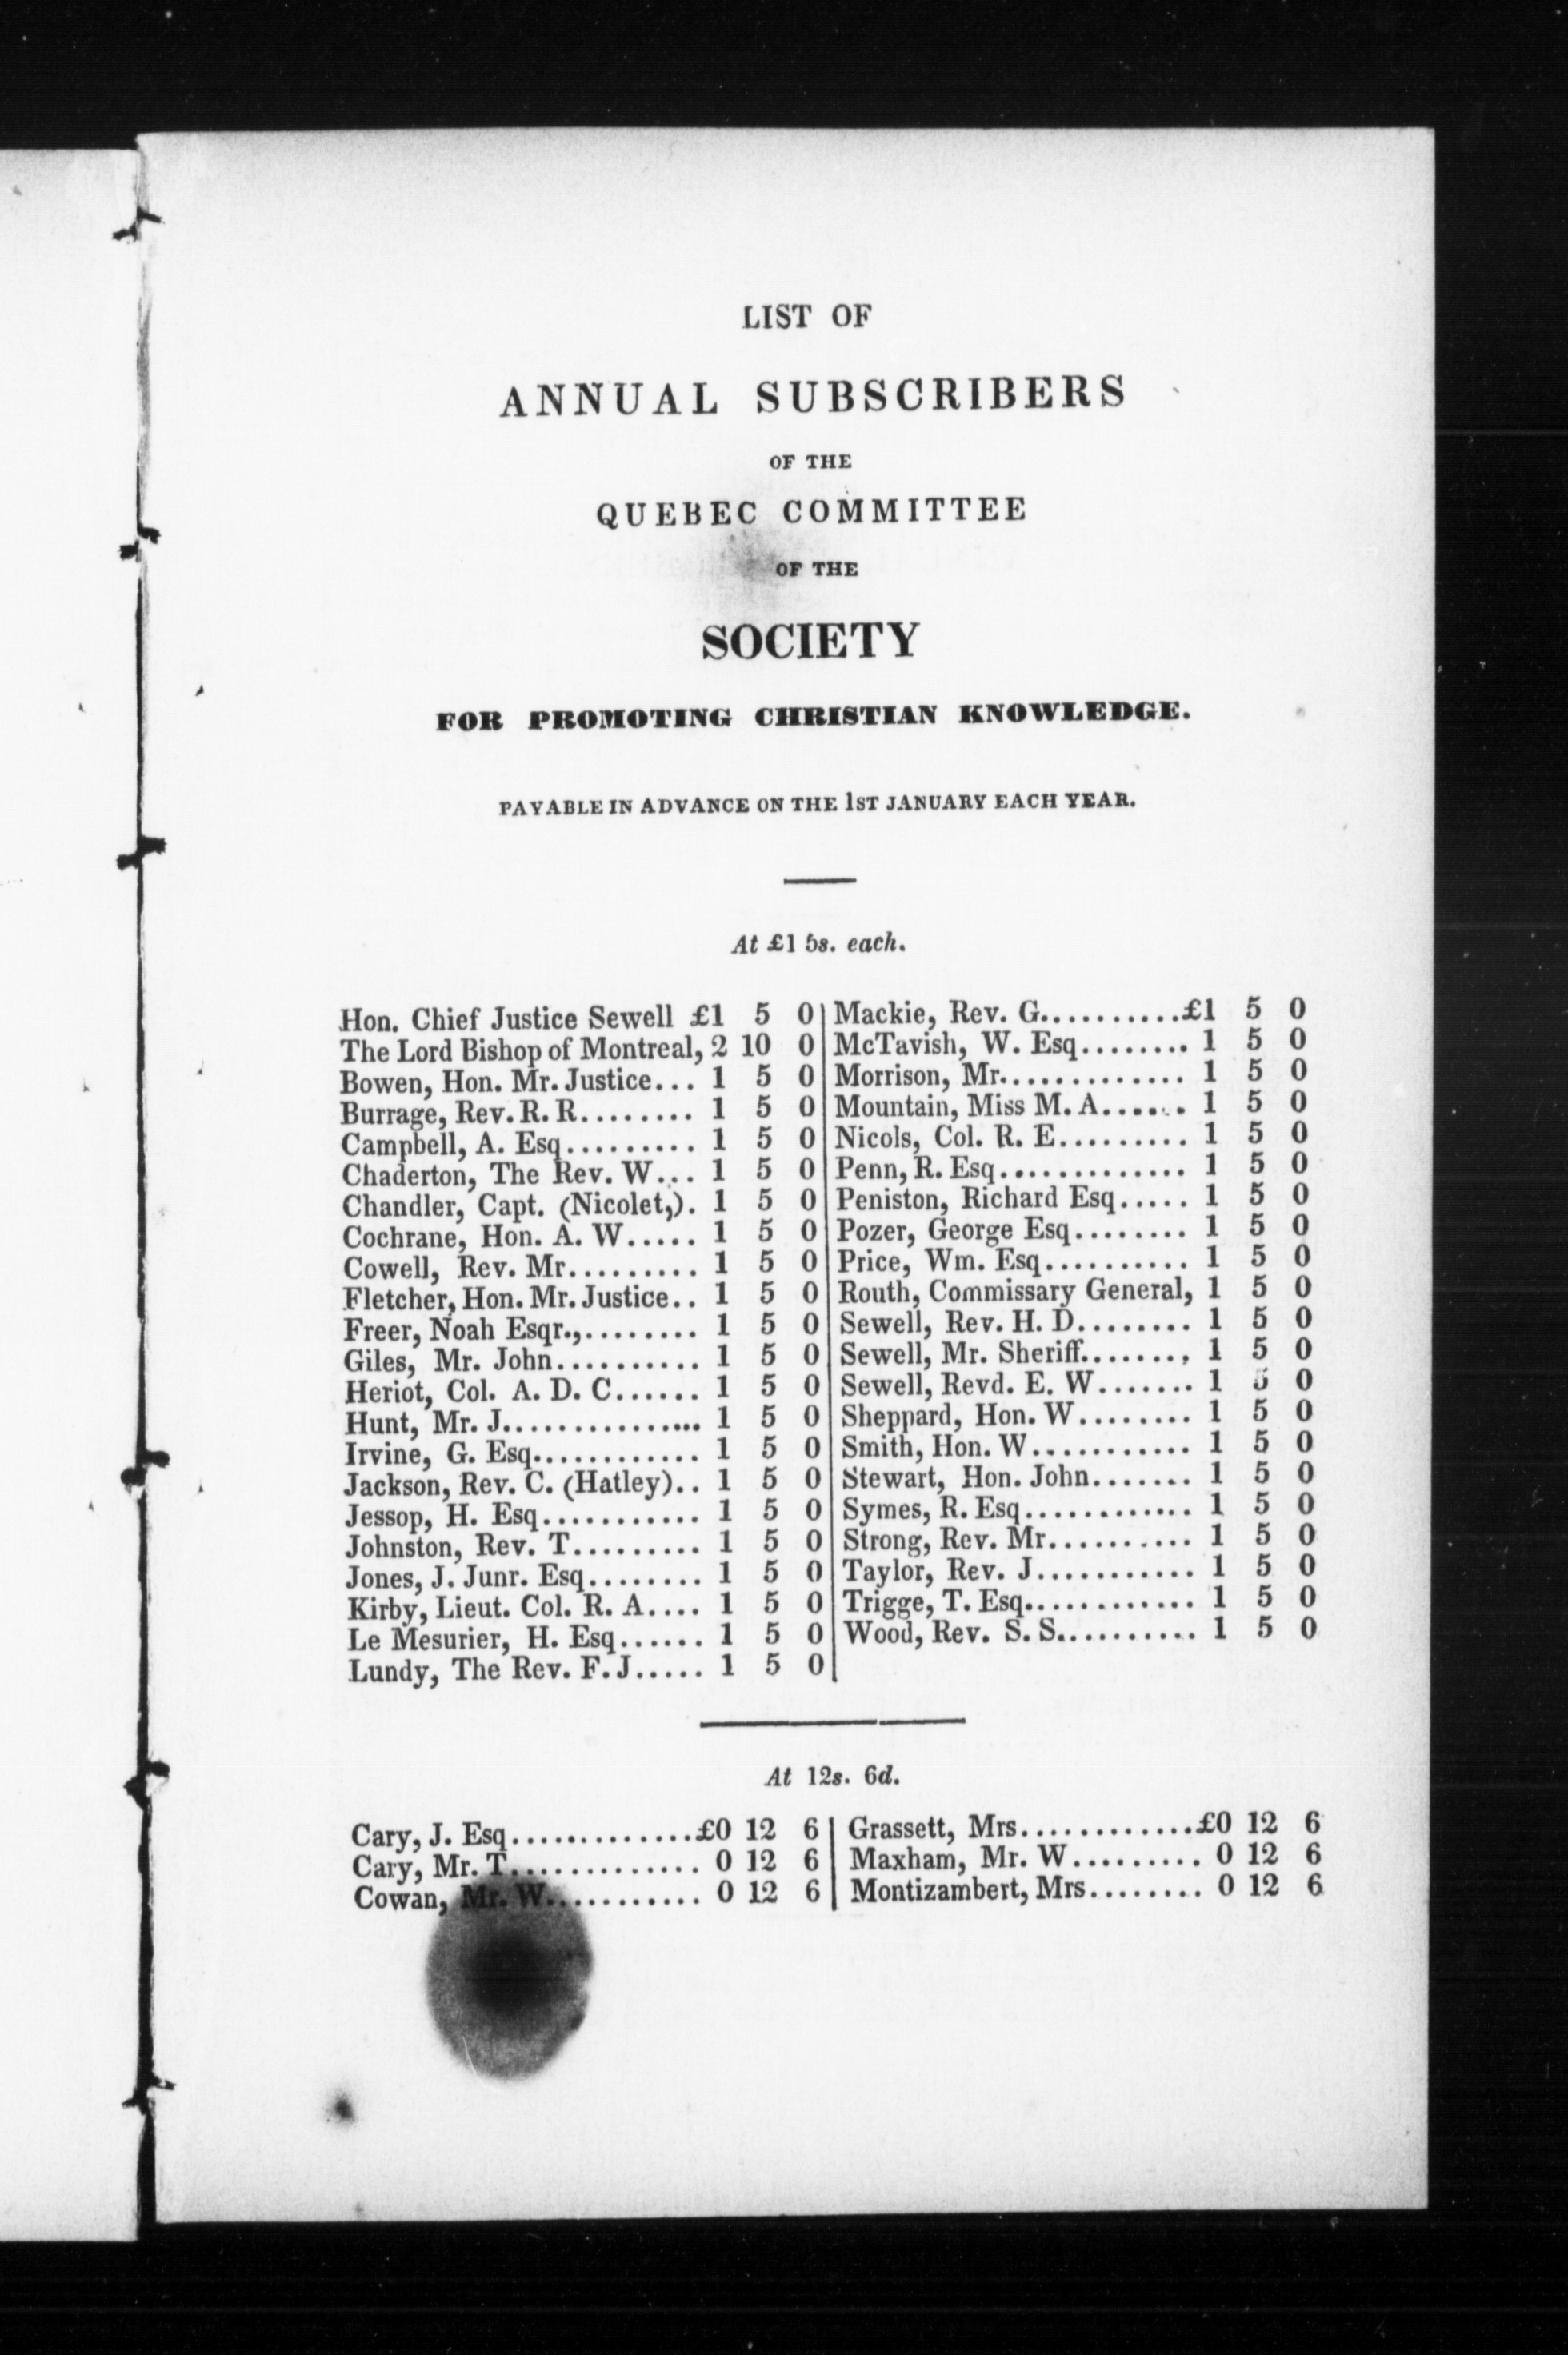 LIST OF
ANNUAL SUBSCRIBERS
OF THE
QUEBEC COMMITTEE
OF THE
SOCIETY
FOR PROMOTING CHRISTIAN KNOWLEDGE.
PAYABLE IN ADVANCE ON THE 1ST JANUARY EACH YEAR.
At £1 5s. each.
Hon. Chief Justice Sewell £1 5 0
The Lord Bishop of Montreal, 2 10 0
Bowen, Hon. Mr. Justice... 1 5 0
Burrage, Rev. R. R........ 1 5 0
Campbell, A. Esq......... 1 5 0
Chaderton, The Rev. W... 1 5 0
Chandler, Capt. (Nicolet,). 1 5 0
Cochrane, Hon. A. W..... 1 5 0
Cowell, Rev. Mr......... 1 5 0
Fletcher, Hon. Mr. Justice.. 1 5 0
Freer, Noah Esqr.,........ 1 5 0
Giles, Mr. John.......... 1 5 0
Heriot, Col. A. D. C...... 1 5 0
Hunt, Mr. J............... 1 5 0
Irvine, G. Esq............ 1 5 0
Jackson, Rev. C. (Hatley).. 1 5 0
Jessop, H. Esq........... 1 5 0
Johnston, Rev. T......... 1 5 0
Jones, J. Junr. Esq........ 1 5 0
Kirby, Lieut. Col. R. A.... 1 5 0
Le Mesurier, H. Esq...... 1 5 0
Lundy, The Rev. F. J..... 1 5 0
Mackie, Rev. G..........£1 5 0
McTavish, W. Esq........ 1 5 0
Morrison, Mr............. 1 5 0
Mountain, Miss M. A...... 1 5 0
Nicols, Col. R. E......... 1 5 0
Penn, R. Esq............. 1 5 0
Peniston, Richard Esq..... 1 5 0
Pozer, George Esq........ 1 5 0
Price, Wm. Esq.......... 1 5 0
Routh, Commissary General, 1 5 0
Sewell, Rev. H. D........ 1 5 0
Sewell, Mr. Sheriff......., 1 5 0
Sewell, Revd. E. W....... 1 5 0
Sheppard, Hon. W........ 1 5 0
Smith, Hon. W........... 1 5 0
Stewart, Hon. John....... 1 5 0
Symes, R. Esq............ 1 5 0
Strong, Rev. Mr.......... 1 5 0
Taylor, Rev. J........... 1 5 0
Trigge, T. Esq............ 1 5 0
Wood, Rev. S. S.......... 1 5 0
At 12s. 6d.
Cary, J. Esq..............£0 12 6
Cary, Mr. T............. 0 12 6
Cowan, Mr. W........... 0 12 6
Grassett, Mrs............£0 12 6
Maxham, Mr. W......... 0 12 6
Montizambert, Mrs........ 0 12 6